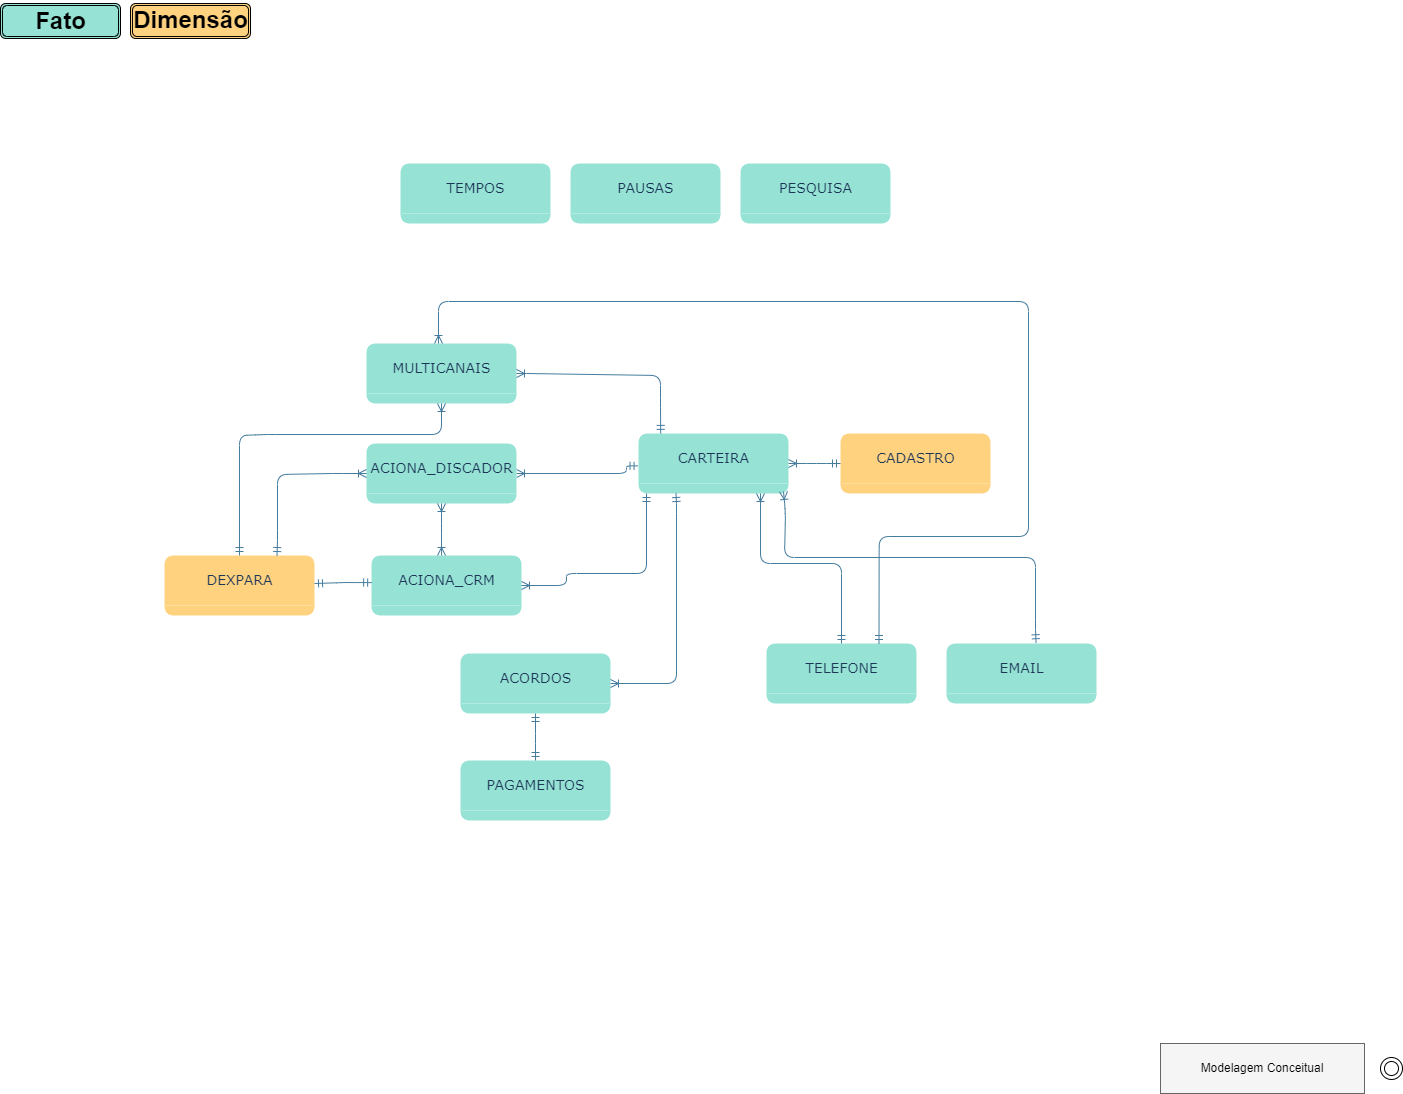 Fato
Dimensão
TEMPOS
PAUSAS
PESQUISA
MULTICANAIS
CARTEIRA
CADASTRO
ACIONA_DISCADOR
DEXPARA
ACIONA_CRM
ACORDOS
TELEFONE
EMAIL
PAGAMENTOS
Modelagem Conceitual